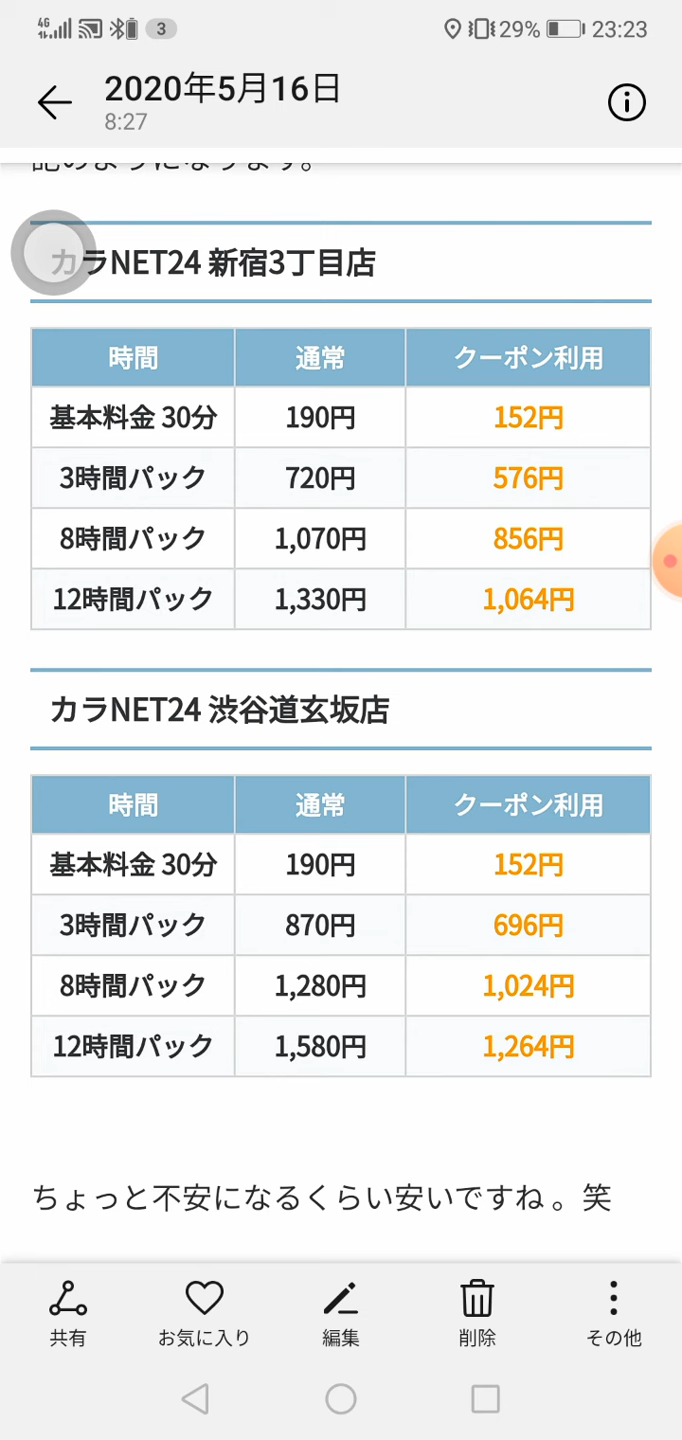 4G 3 29% 23:23
2020年5月16日
8:27
記のようになります。
カラNET24 新宿3丁目店
時間 通常 クーポン利用
基本料金 30分 190円 152円
3時間パック 720円 576円
8時間パック 1,070円 856円
12時間パック 1,330円 1,064円
カラNET24 渋谷道玄坂店
時間 通常 クーポン利用
基本料金 30分 190円 152円
3時間パック 870円 696円
8時間パック 1,280円 1,024円
12時間パック 1,580円 1,264円
ちょっと不安になるくらい安いですね 。笑
共有 お気に入り 編集 削除 その他